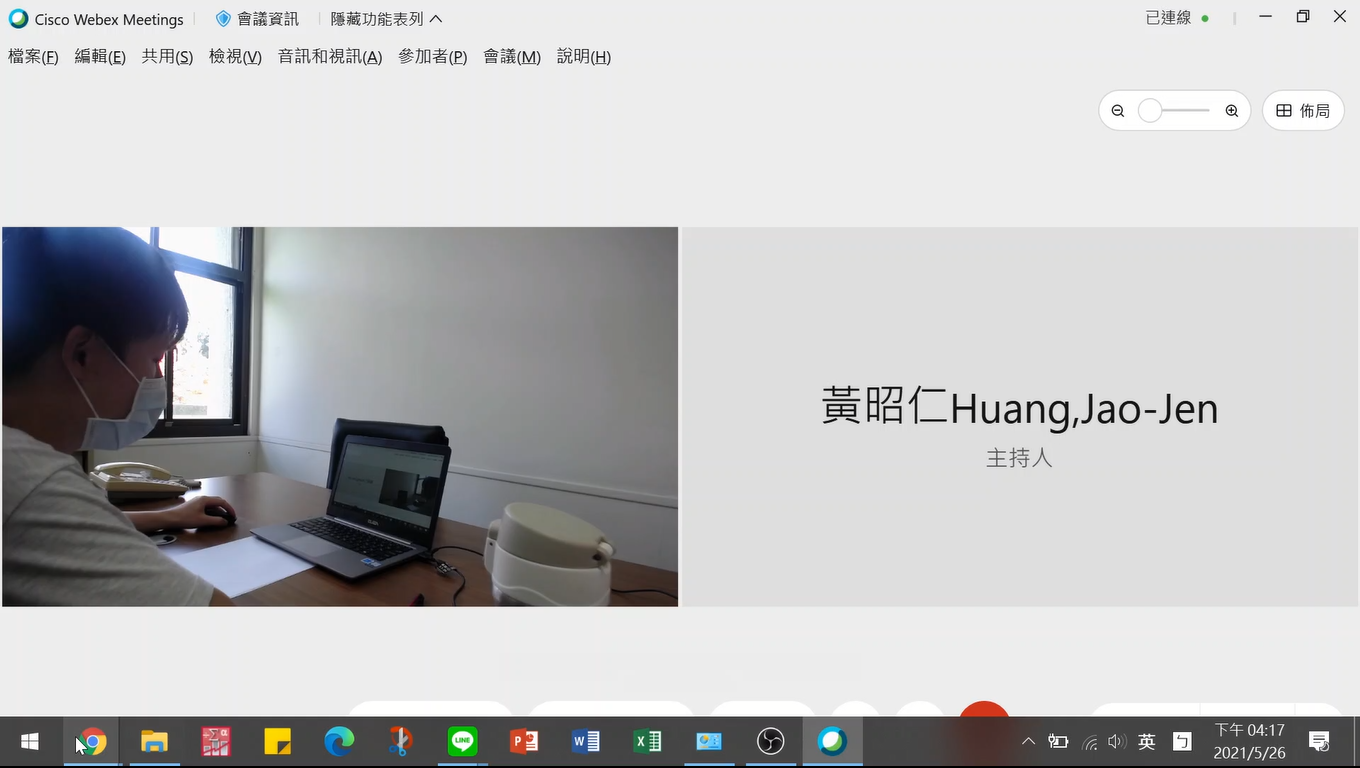 Cisco Webex Meetings 會議資訊 隱藏功能表列 已連線
檔案(F) 編輯(E) 共用(S) 檢視(V) 音訊和視訊(A) 參加者(P) 會議(M) 說明(H)
佈局
黃昭仁Huang,Jao-Jen
主持人
LINE
英 ㄅ
下午 04:17
2021/5/26